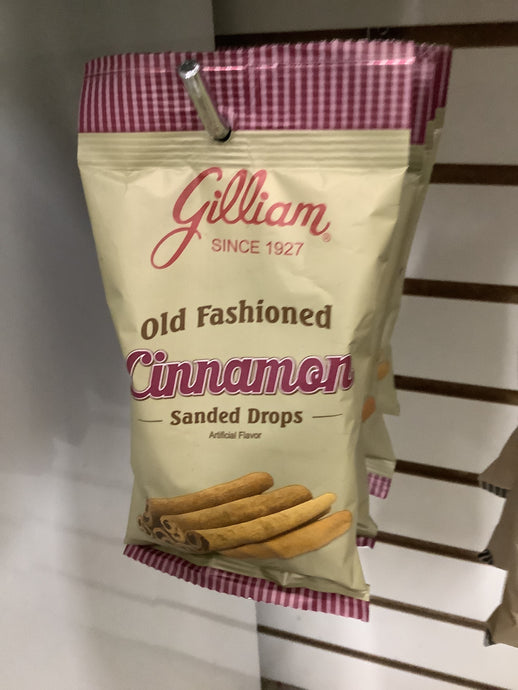 Gilliam®
SINCE 1927
Old Fashioned
Cinnamon
Sanded Drops
Artificial Flavor